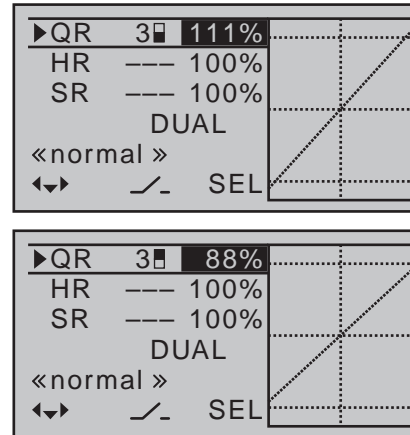 QR 3 111%
HR --- 100%
SR --- 100%
DUAL
«normal »
SEL
QR 3 88%
HR --- 100%
SR --- 100%
DUAL
«normal »
SEL